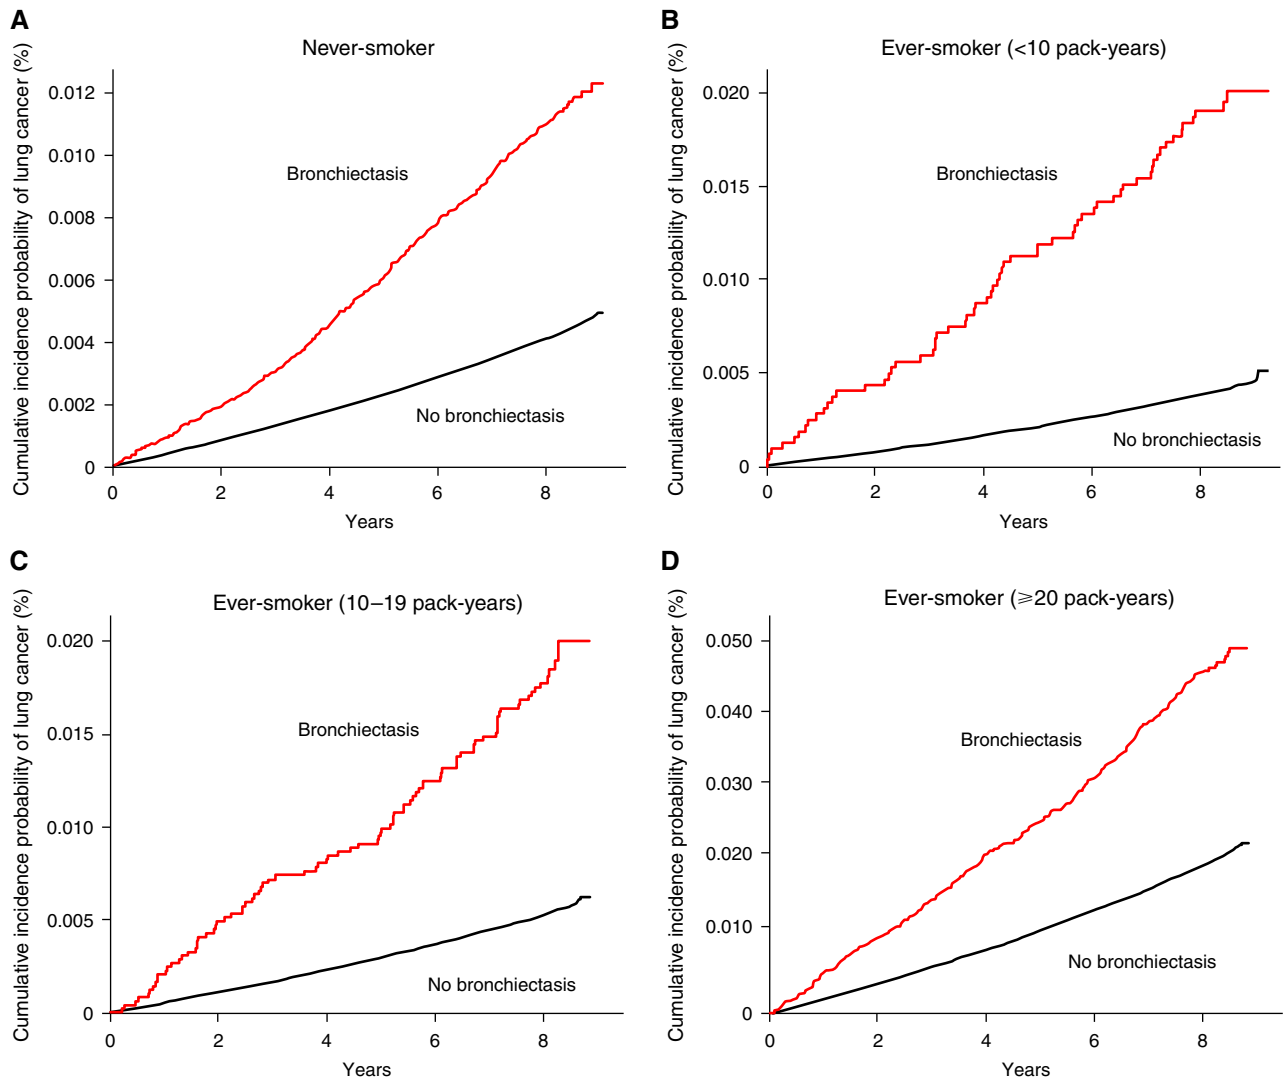 A
Never-smoker
Cumulative incidence probability of lung cancer (%)
0.012
0.010
0.008
0.006
0.004
0.002
0
Bronchiectasis
No bronchiectasis
0 2 4 6 8
Years
B
Ever-smoker (<10 pack-years)
Cumulative incidence probability of lung cancer (%)
0.020
0.015
0.010
0.005
0
Bronchiectasis
No bronchiectasis
0 2 4 6 8
Years
C
Ever-smoker (10–19 pack-years)
Cumulative incidence probability of lung cancer (%)
0.020
0.015
0.010
0.005
0
Bronchiectasis
No bronchiectasis
0 2 4 6 8
Years
D
Ever-smoker (⩾20 pack-years)
Cumulative incidence probability of lung cancer (%)
0.050
0.040
0.030
0.020
0.010
0
Bronchiectasis
No bronchiectasis
0 2 4 6 8
Years